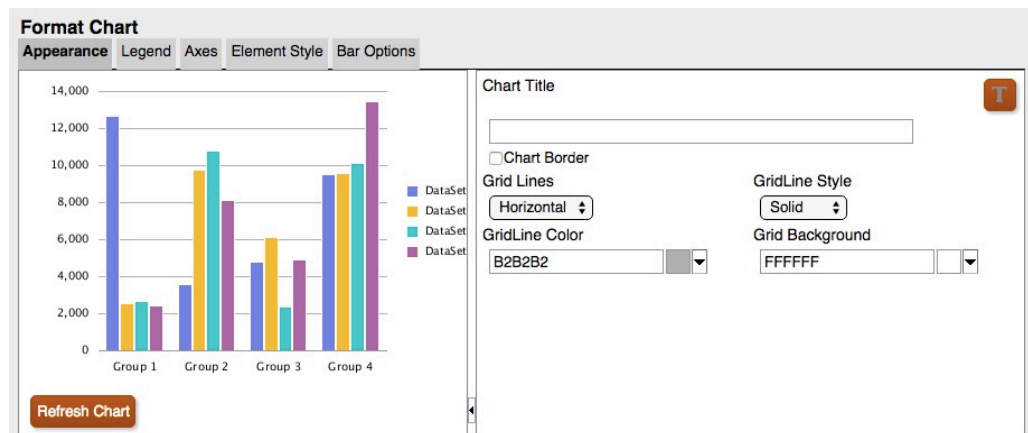 Format Chart
Appearance Legend Axes Element Style Bar Options
14,000
12,000
10,000
8,000
6,000
4,000
2,000
0
Group 1 Group 2 Group 3 Group 4
DataSet
DataSet
DataSet
DataSet
Refresh Chart
Chart Title
T
Chart Border
Grid Lines GridLine Style
Horizontal Solid
GridLine Color Grid Background
B2B2B2 FFFFFF